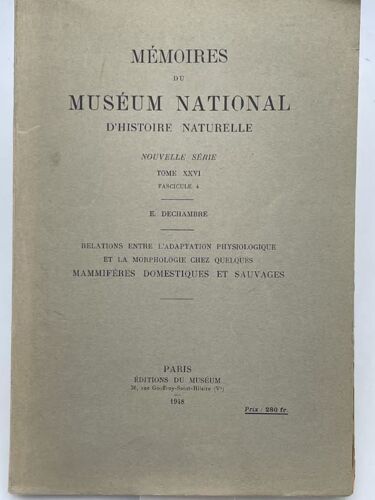 MÉMOIRES
DU
MUSÉUM NATIONAL
D'HISTOIRE NATURELLE
NOUVELLE SÉRIE
TOME XXVI
FASCICULE 4
E. DECHAMBRE
RELATIONS ENTRE L'ADAPTATION PHYSIOLOGIQUE
ET LA MORPHOLOGIE CHEZ QUELQUES
MAMMIFÈRES DOMESTIQUES ET SAUVAGES
PARIS
ÉDITIONS DU MUSÉUM
36, rue Geoffroy-Saint-Hilaire (Vᵉ)
1948
Prix : 280 fr.